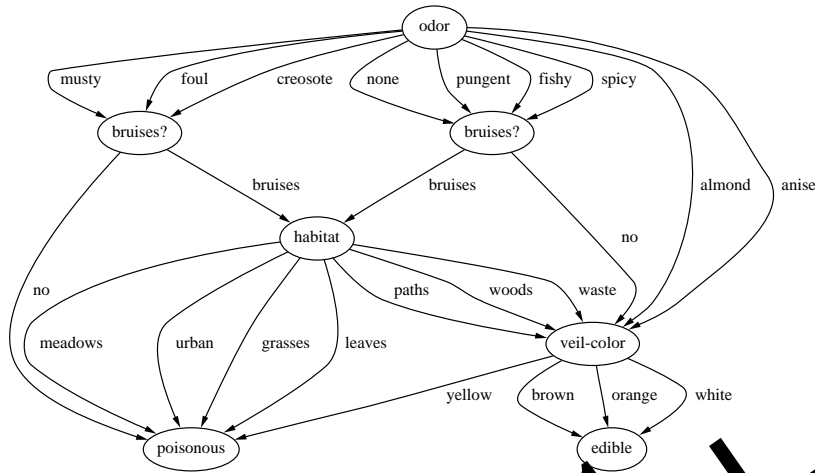 odor
musty foul creosote none pungent fishy spicy
bruises? bruises?
bruises bruises almond anise
habitat no
no paths woods waste
meadows urban grasses leaves veil-color
yellow brown orange white
poisonous edible